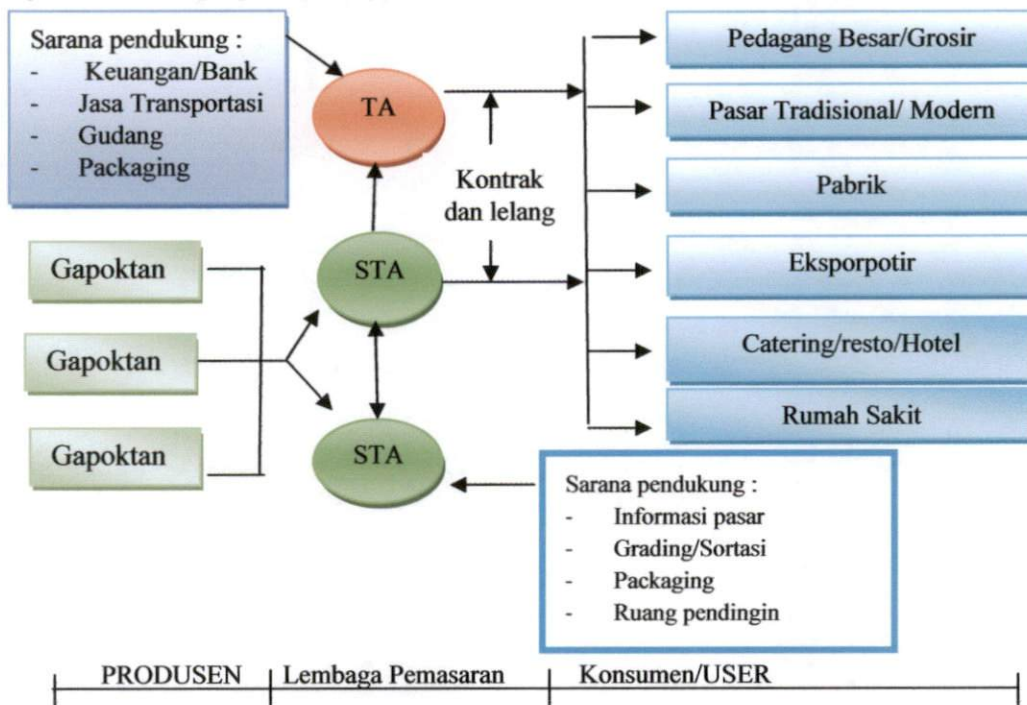 Sarana pendukung :
- Keuangan/Bank
- Jasa Transportasi
- Gudang
- Packaging
TA
Kontrak
dan lelang
Pedagang Besar/Grosir
Pasar Tradisional/ Modern
Pabrik
Eksporpotir
Catering/resto/Hotel
Rumah Sakit
Gapoktan
Gapoktan
Gapoktan
STA
STA
Sarana pendukung :
- Informasi pasar
- Grading/Sortasi
- Packaging
- Ruang pendingin
PRODUSEN
Lembaga Pemasaran
Konsumen/USER